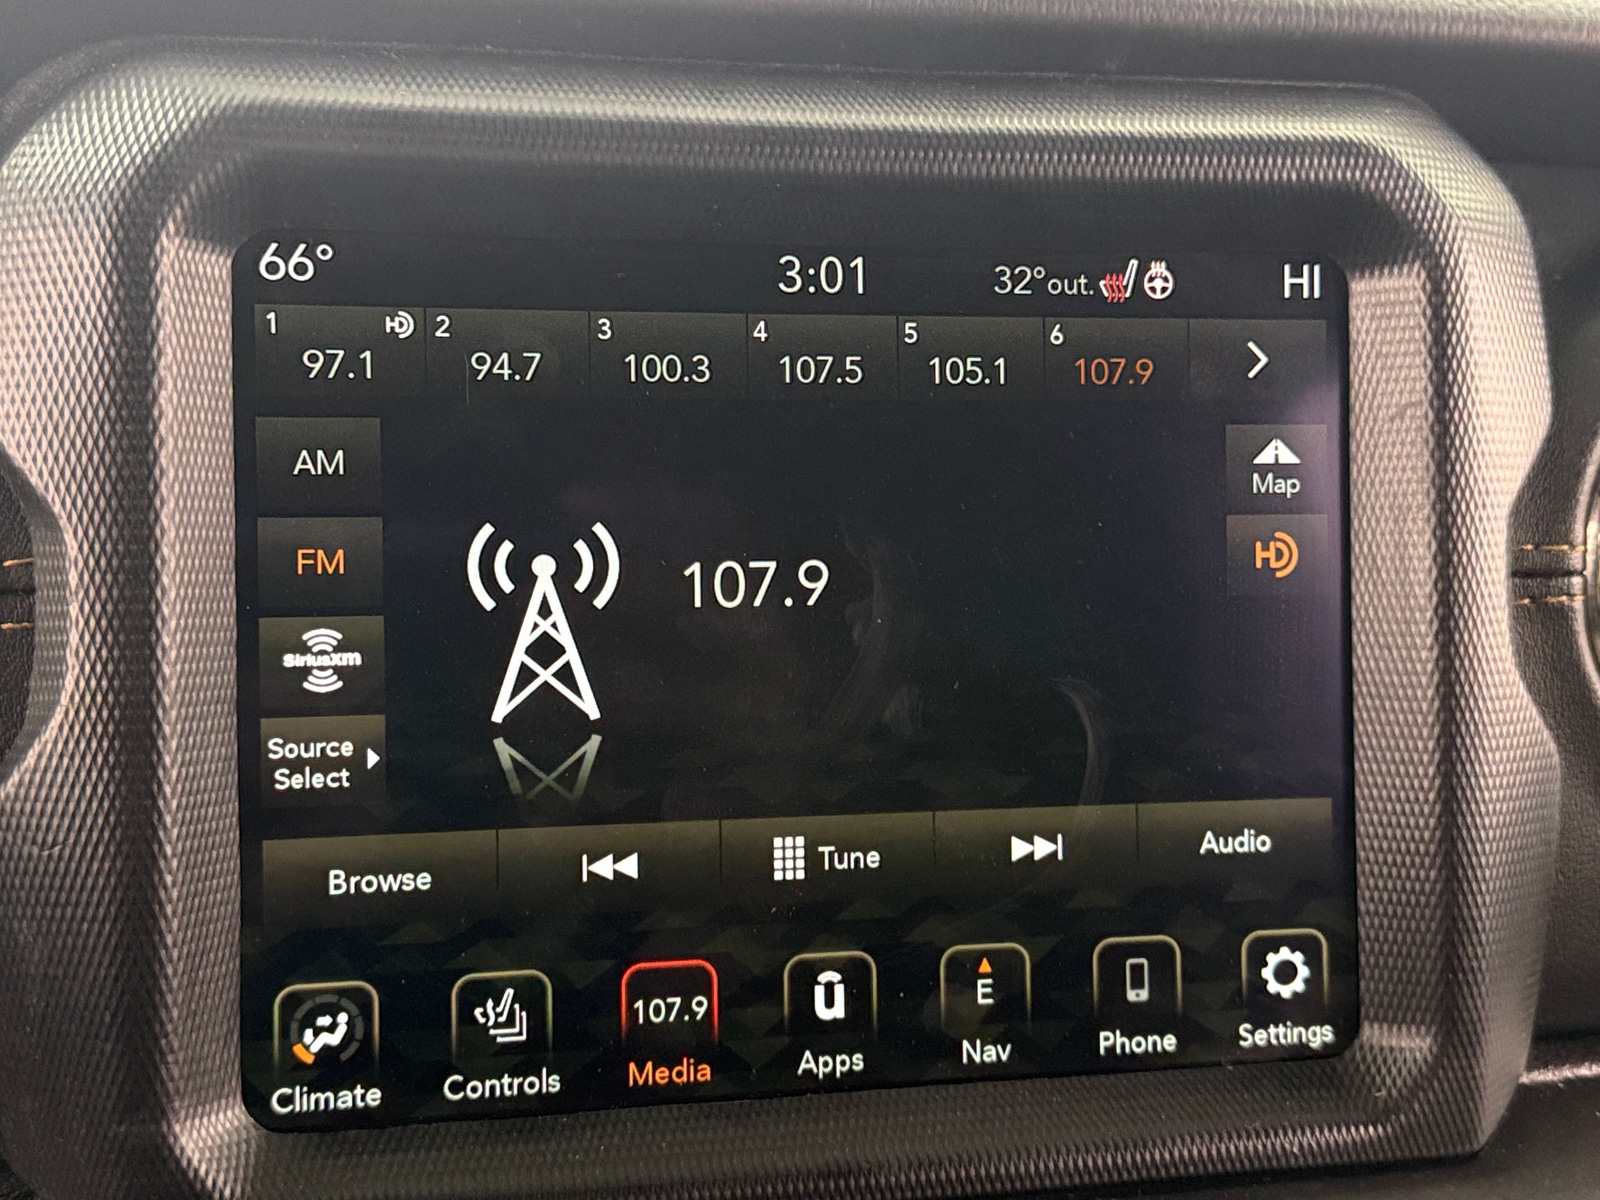 66° 3:01 32°out. HI
1 HD 2 3 4 5 6
97.1 94.7 100.3 107.5 105.1 107.9
AM
Map
FM
HD
107.9
SiriusXM
Source
Select
Browse Tune Audio
107.9 ū E
Climate Controls Media Apps Nav Phone Settings